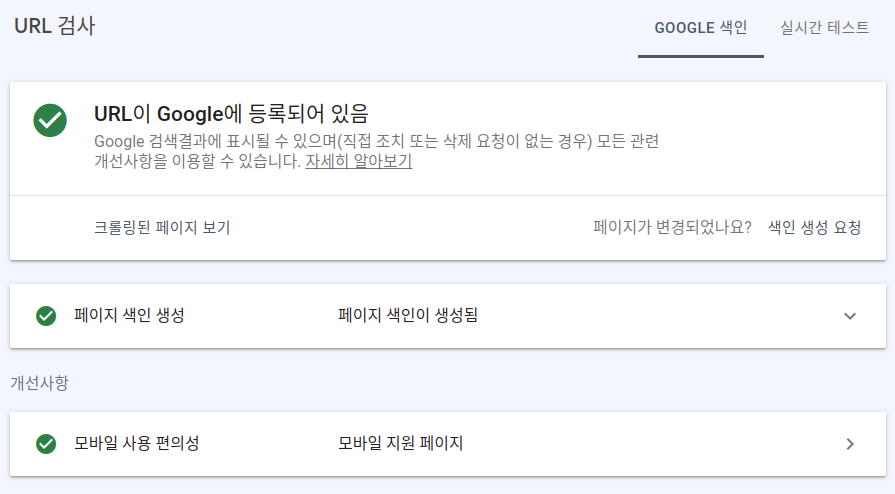 URL 검사
GOOGLE 색인
실시간 테스트
URL이 Google에 등록되어 있음
Google 검색결과에 표시될 수 있으며(직접 조치 또는 삭제 요청이 없는 경우) 모든 관련
개선사항을 이용할 수 있습니다. 자세히 알아보기
크롤링된 페이지 보기
페이지가 변경되었나요? 색인 생성 요청
페이지 색인 생성 페이지 색인이 생성됨
개선사항
모바일 사용 편의성 모바일 지원 페이지